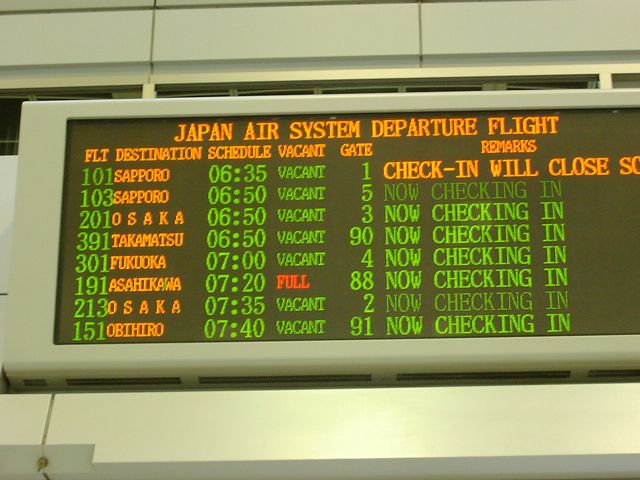 JAPAN AIR SYSTEM DEPARTURE FLIGHT
FLT DESTINATION SCHEDULE VACANT GATE REMARKS
101 SAPPORO 06:35 VACANT 1 CHECK-IN WILL CLOSE SO
103 SAPPORO 06:50 VACANT 5 NOW CHECKING IN
201 O S A K A 06:50 VACANT 3 NOW CHECKING IN
391 TAKAMATSU 06:50 VACANT 90 NOW CHECKING IN
301 FUKUOKA 07:00 VACANT 4 NOW CHECKING IN
191 ASAHIKAWA 07:20 FULL 88 NOW CHECKING IN
213 O S A K A 07:35 VACANT 2 NOW CHECKING IN
151 OBIHIRO 07:40 VACANT 91 NOW CHECKING IN